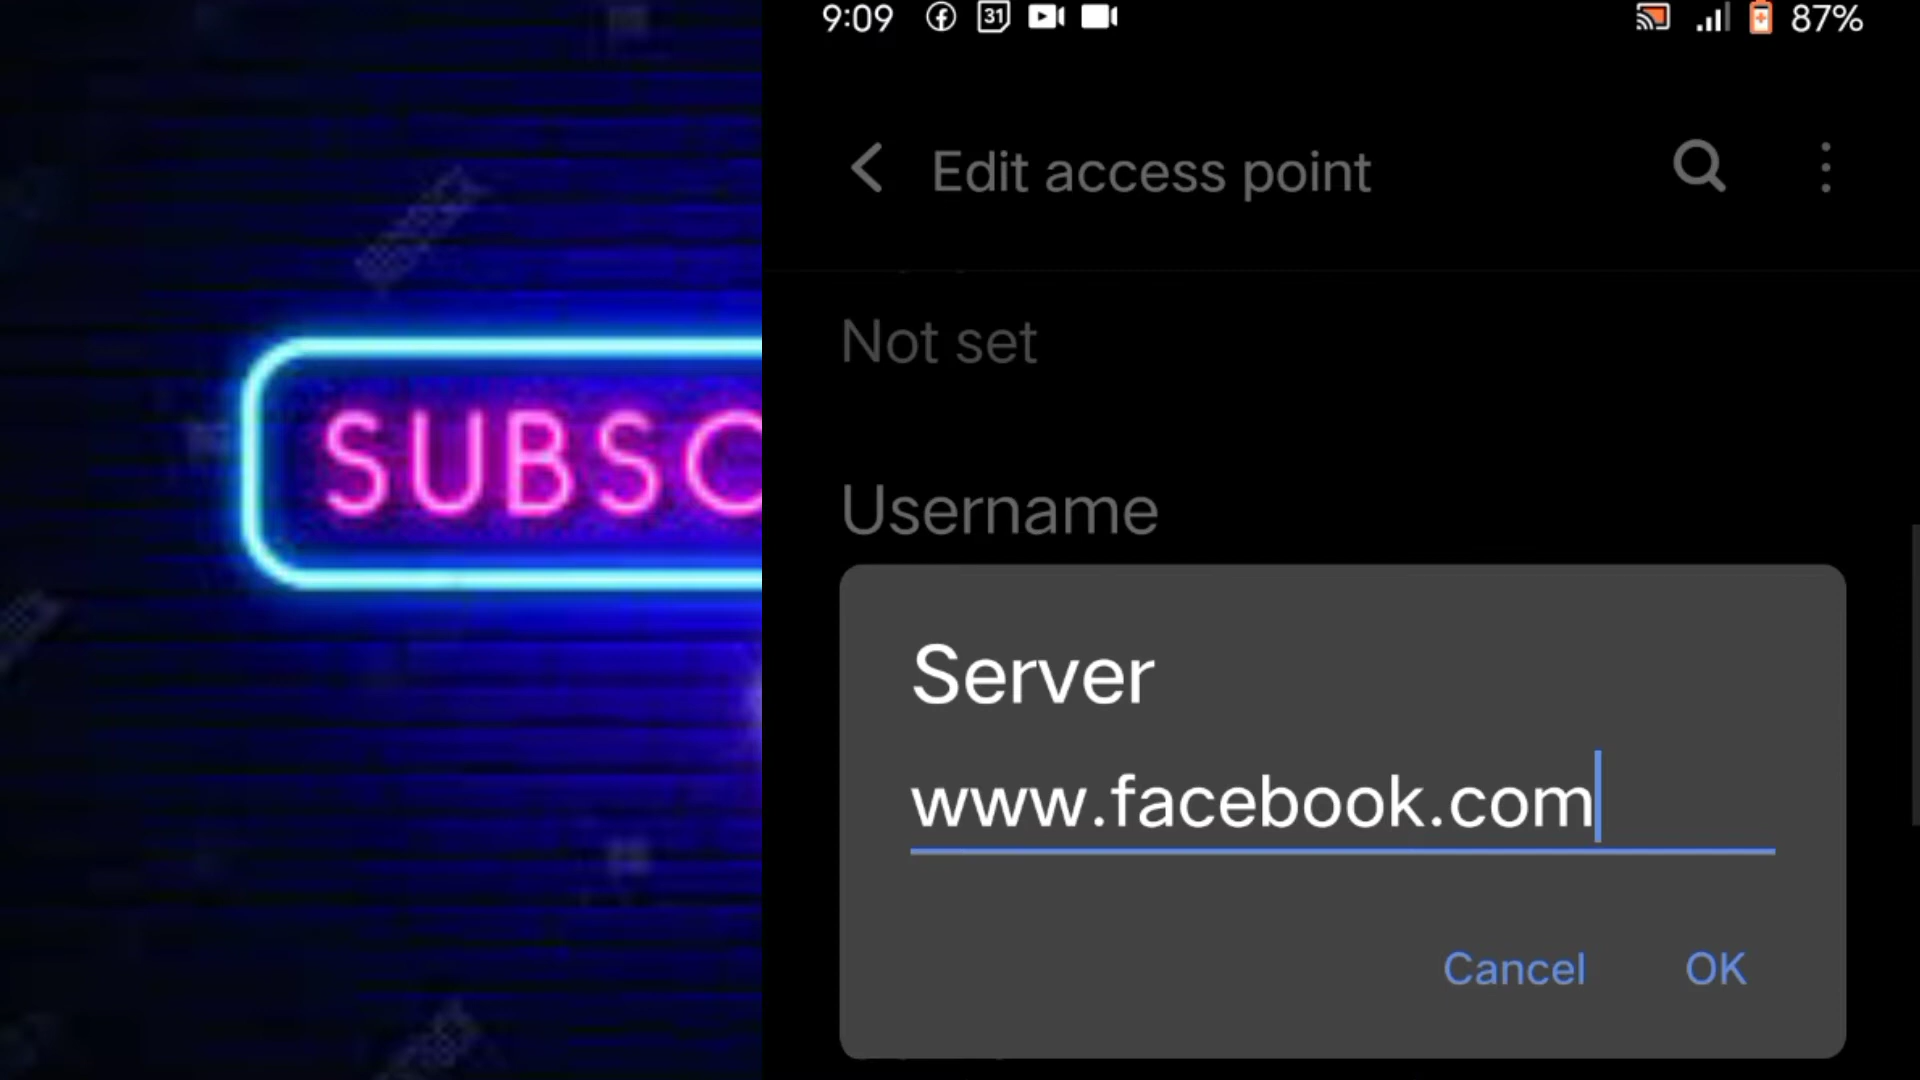 SUBSC
9:09 31 87%
Edit access point
Not set
Username
Server
www.facebook.com
Cancel OK